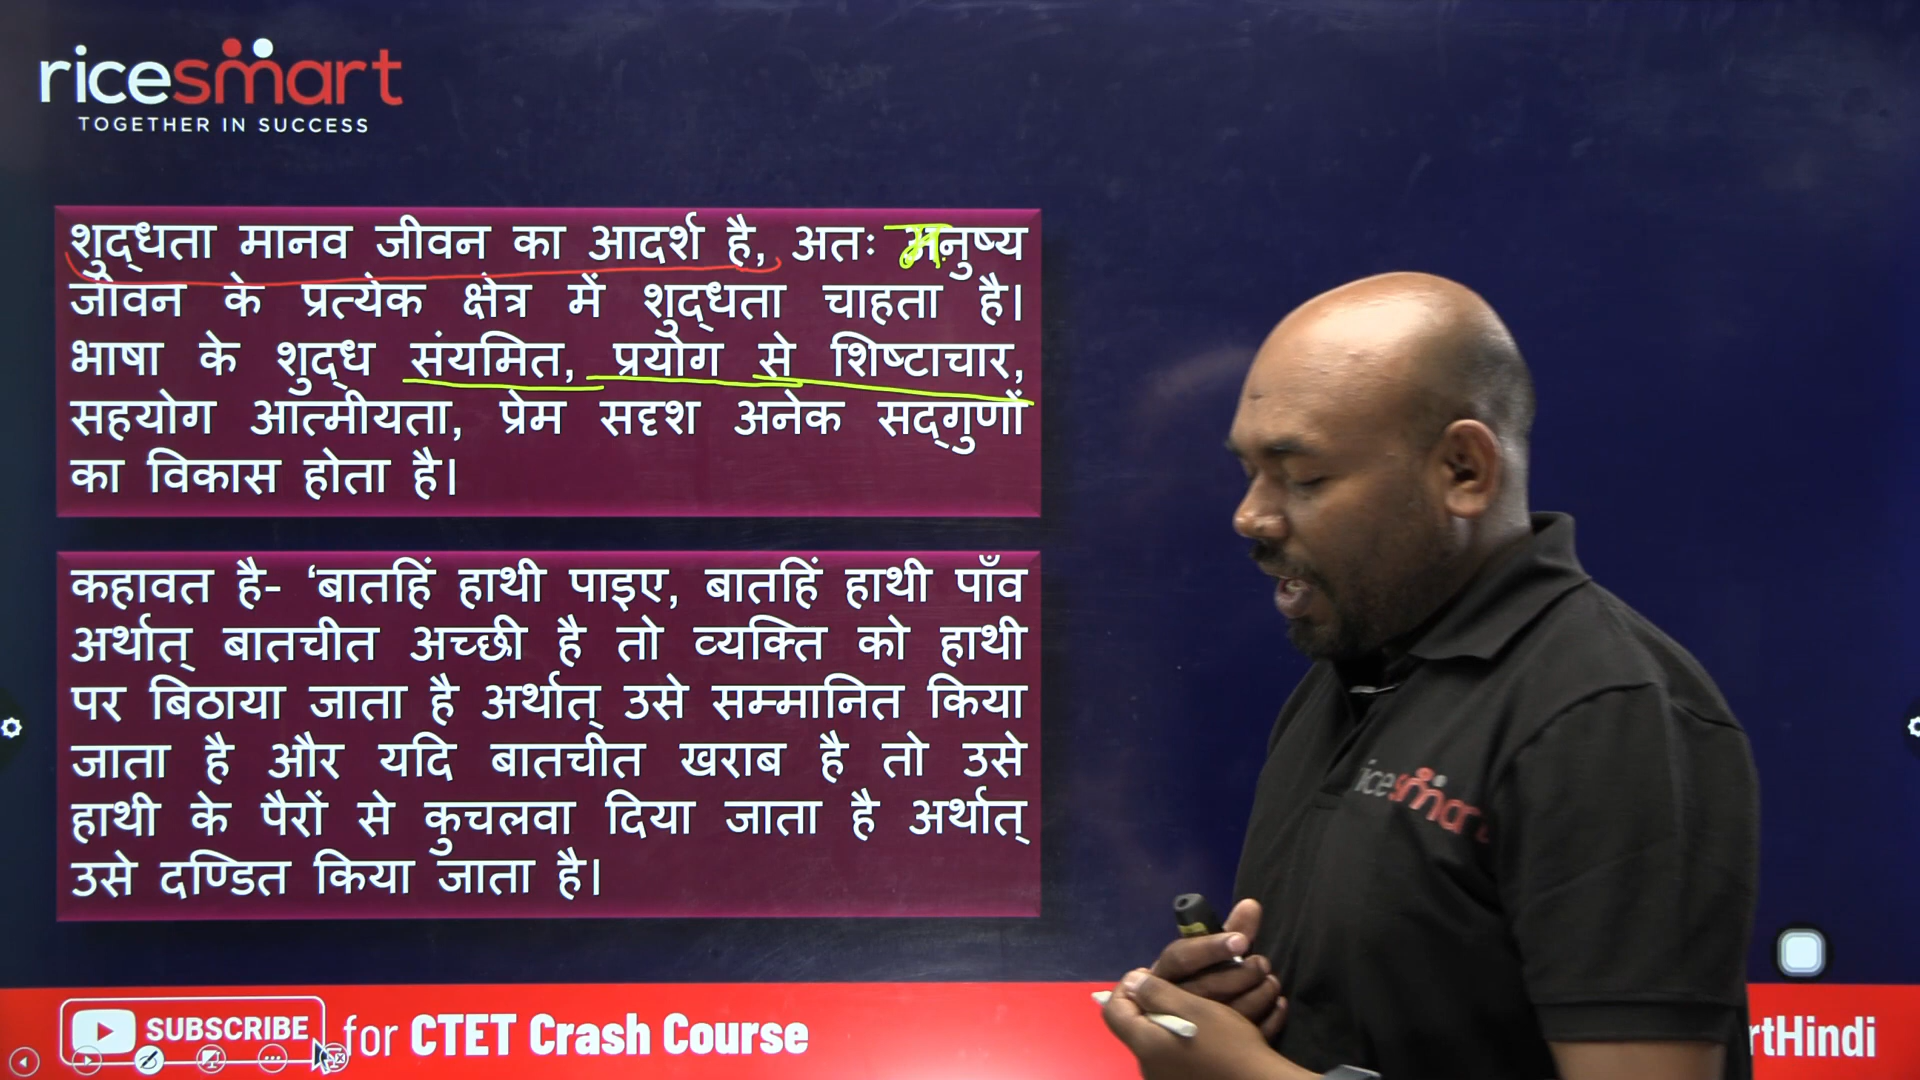 ricesmart
TOGETHER IN SUCCESS
शुद्धता मानव जीवन का आदर्श है, अतः मनुष्य
जीवन के प्रत्येक क्षेत्र में शुद्धता चाहता है।
भाषा के शुद्ध संयमित, प्रयोग से शिष्टाचार,
सहयोग आत्मीयता, प्रेम सदृश अनेक सद्गुणों
का विकास होता है।
कहावत है- ‘बातहिं हाथी पाइए, बातहिं हाथी पाँव
अर्थात् बातचीत अच्छी है तो व्यक्ति को हाथी
पर बिठाया जाता है अर्थात् उसे सम्मानित किया
जाता है और यदि बातचीत खराब है तो उसे
हाथी के पैरों से कुचलवा दिया जाता है अर्थात्
उसे दण्डित किया जाता है।
ricesmart
SUBSCRIBE for CTET Crash Course
rtHindi